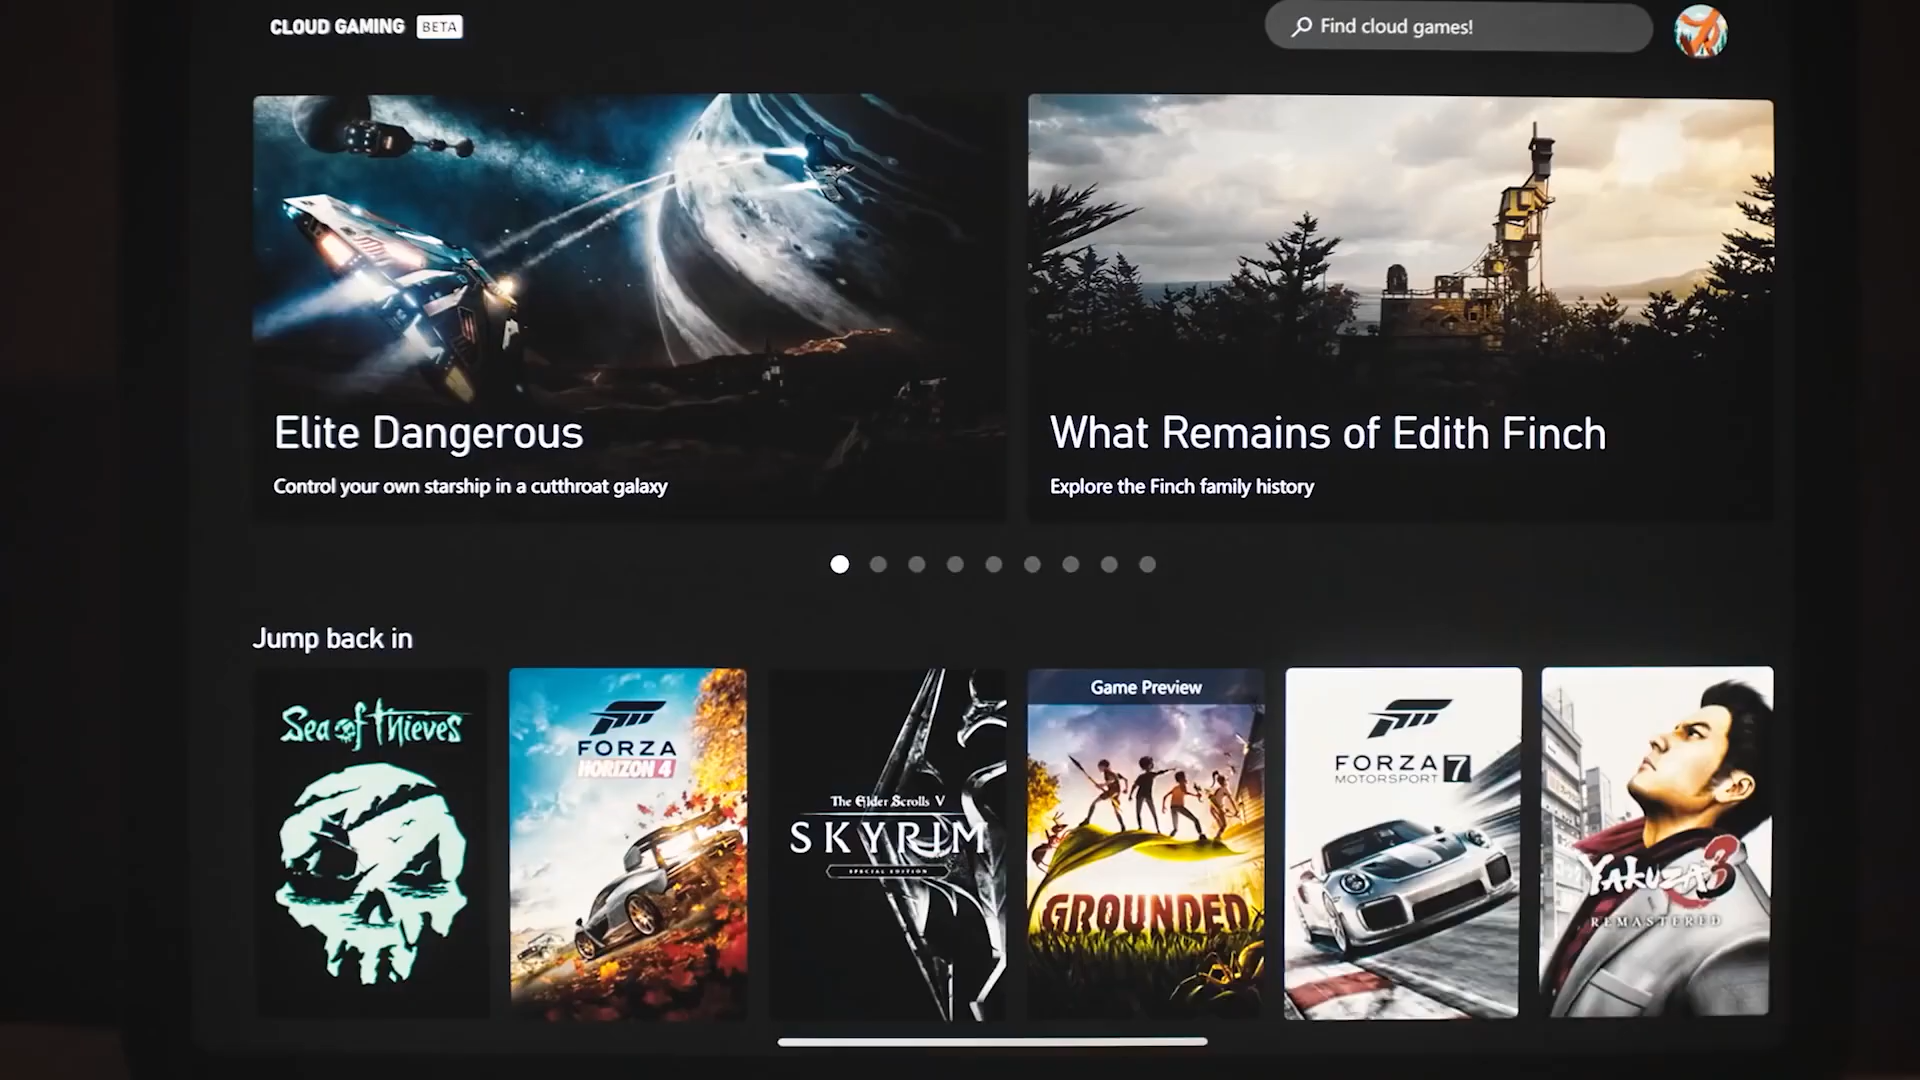 CLOUD GAMING BETA
Find cloud games!
Elite Dangerous
Control your own starship in a cutthroat galaxy
What Remains of Edith Finch
Explore the Finch family history
Jump back in
Sea of Thieves
FORZA
HORIZON 4
The Elder Scrolls V
SKYRIM
SPECIAL EDITION
Game Preview
GROUNDED
FORZA
MOTORSPORT 7
YAKUZA 3
REMASTERED